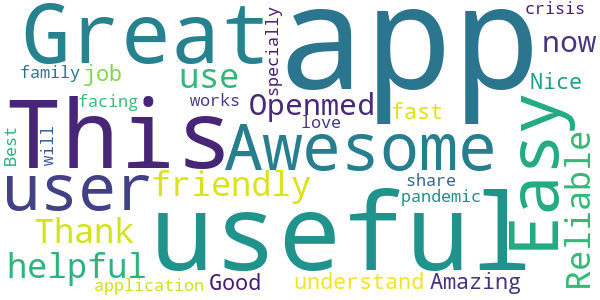 Great
app
crisis
now
specially
family
job
use
facing
works
Openmed
love
fast
Nice
This
Awesome
Easy
Reliable
Best
will
user
friendly
useful
share
pandemic
Thank
helpful
application
Good
understand
Amazing